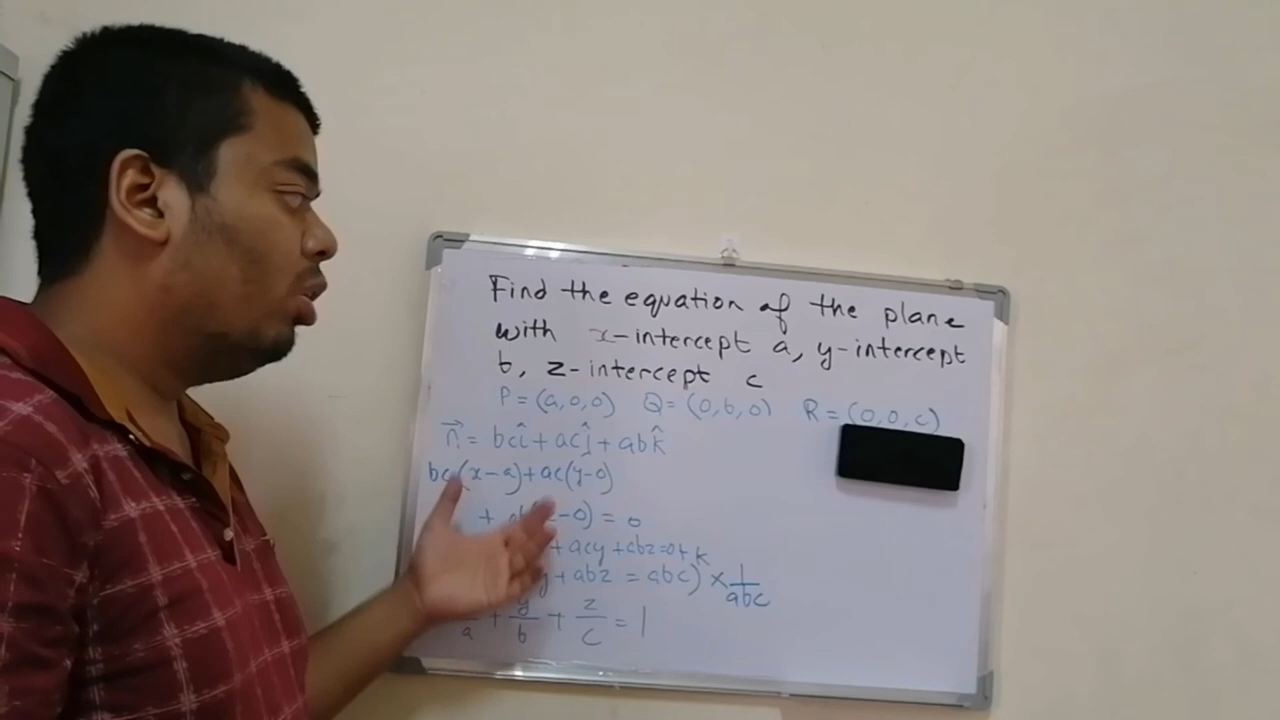 Find the equation of the plane
with x-intercept a, y-intercept
b, z-intercept c
P = (a,0,0) Q = (0,b,0) R = (0,0,c)
n⃗ = bcî + acĵ + abk̂
bc(x-a) + ac(y-0)
+ ab(z-0) = 0
+ acy + abz = 0 +
y + abz = abc) × 1/abc
/a + y/b + z/c = 1